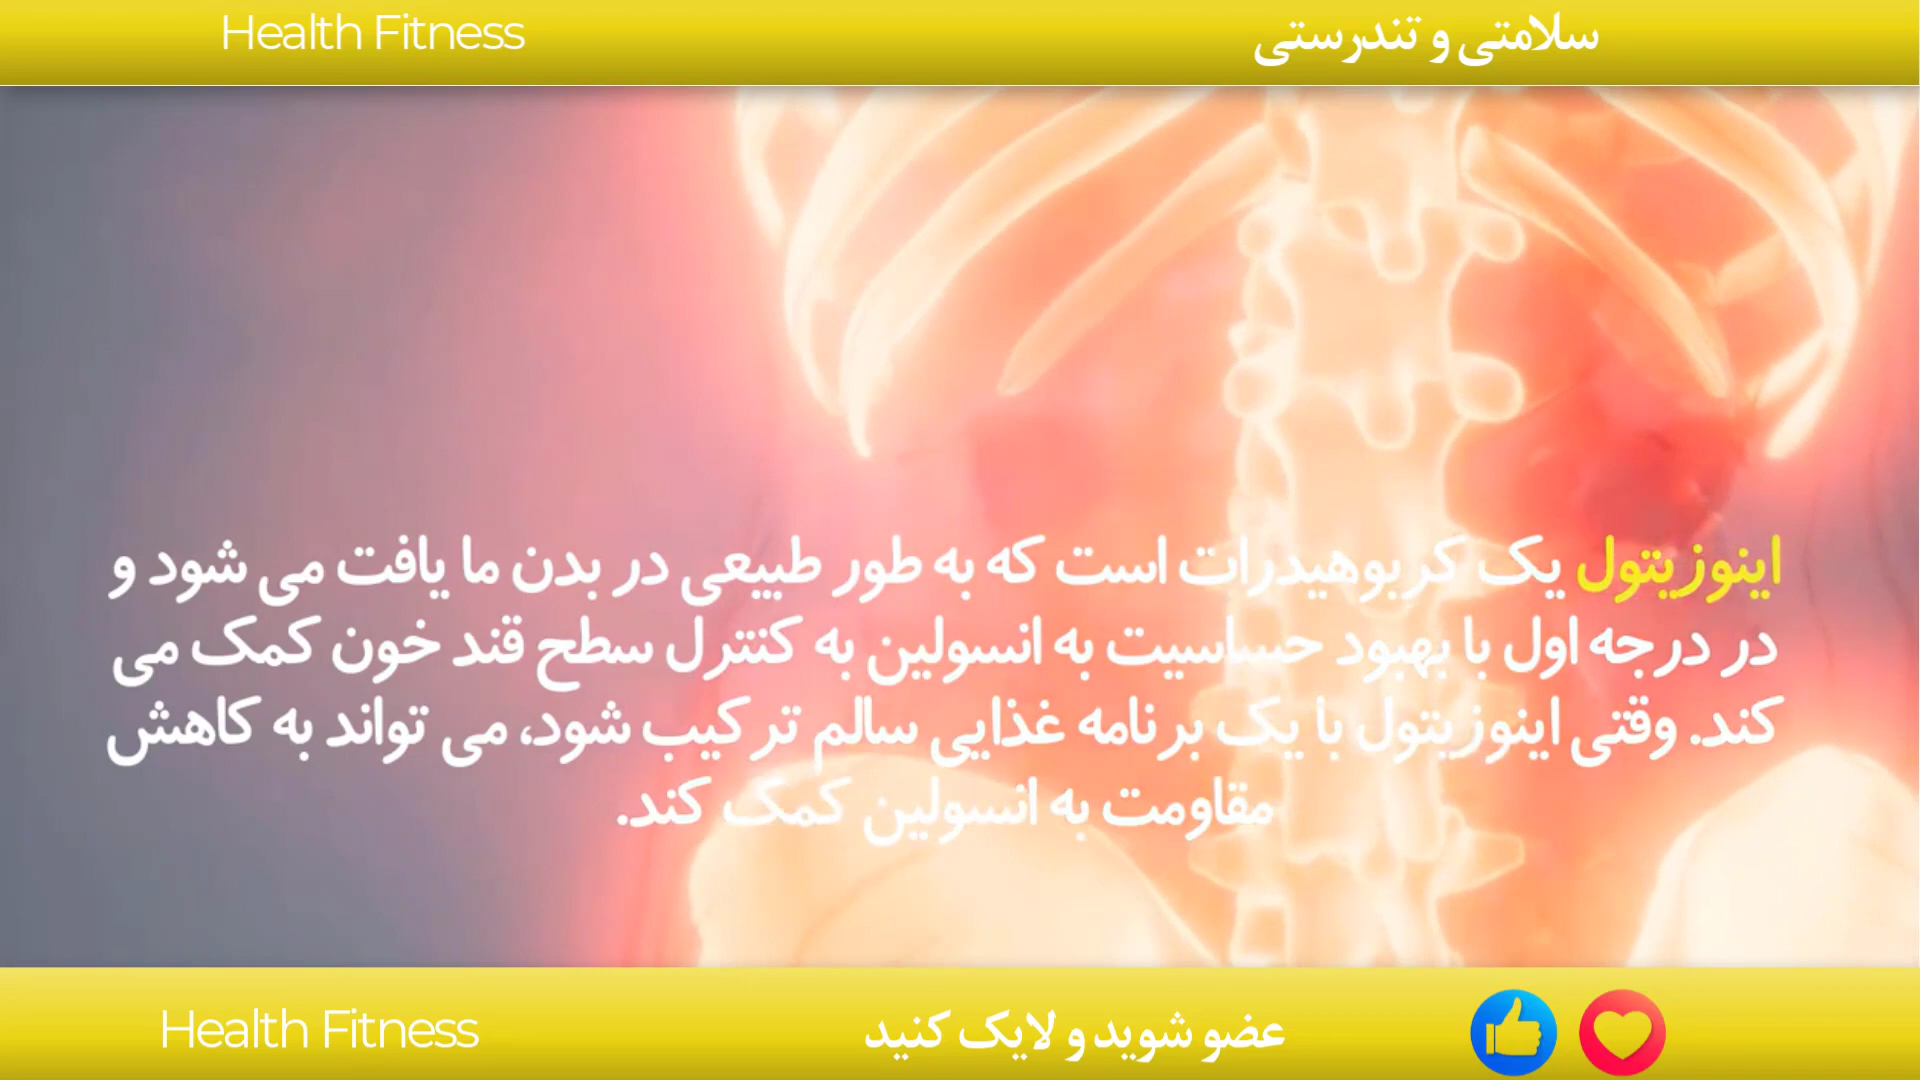 Health Fitness
سلامتی و تندرستی
اینوزیتول یک کربوهیدرات است که به طور طبیعی در بدن ما یافت می شود و
در درجه اول با بهبود حساسیت به انسولین به کنترل سطح قند خون کمک می
کند. وقتی اینوزیتول با یک برنامه غذایی سالم ترکیب شود، می تواند به کاهش
مقاومت به انسولین کمک کند.
Health Fitness
عضو شوید و لایک کنید